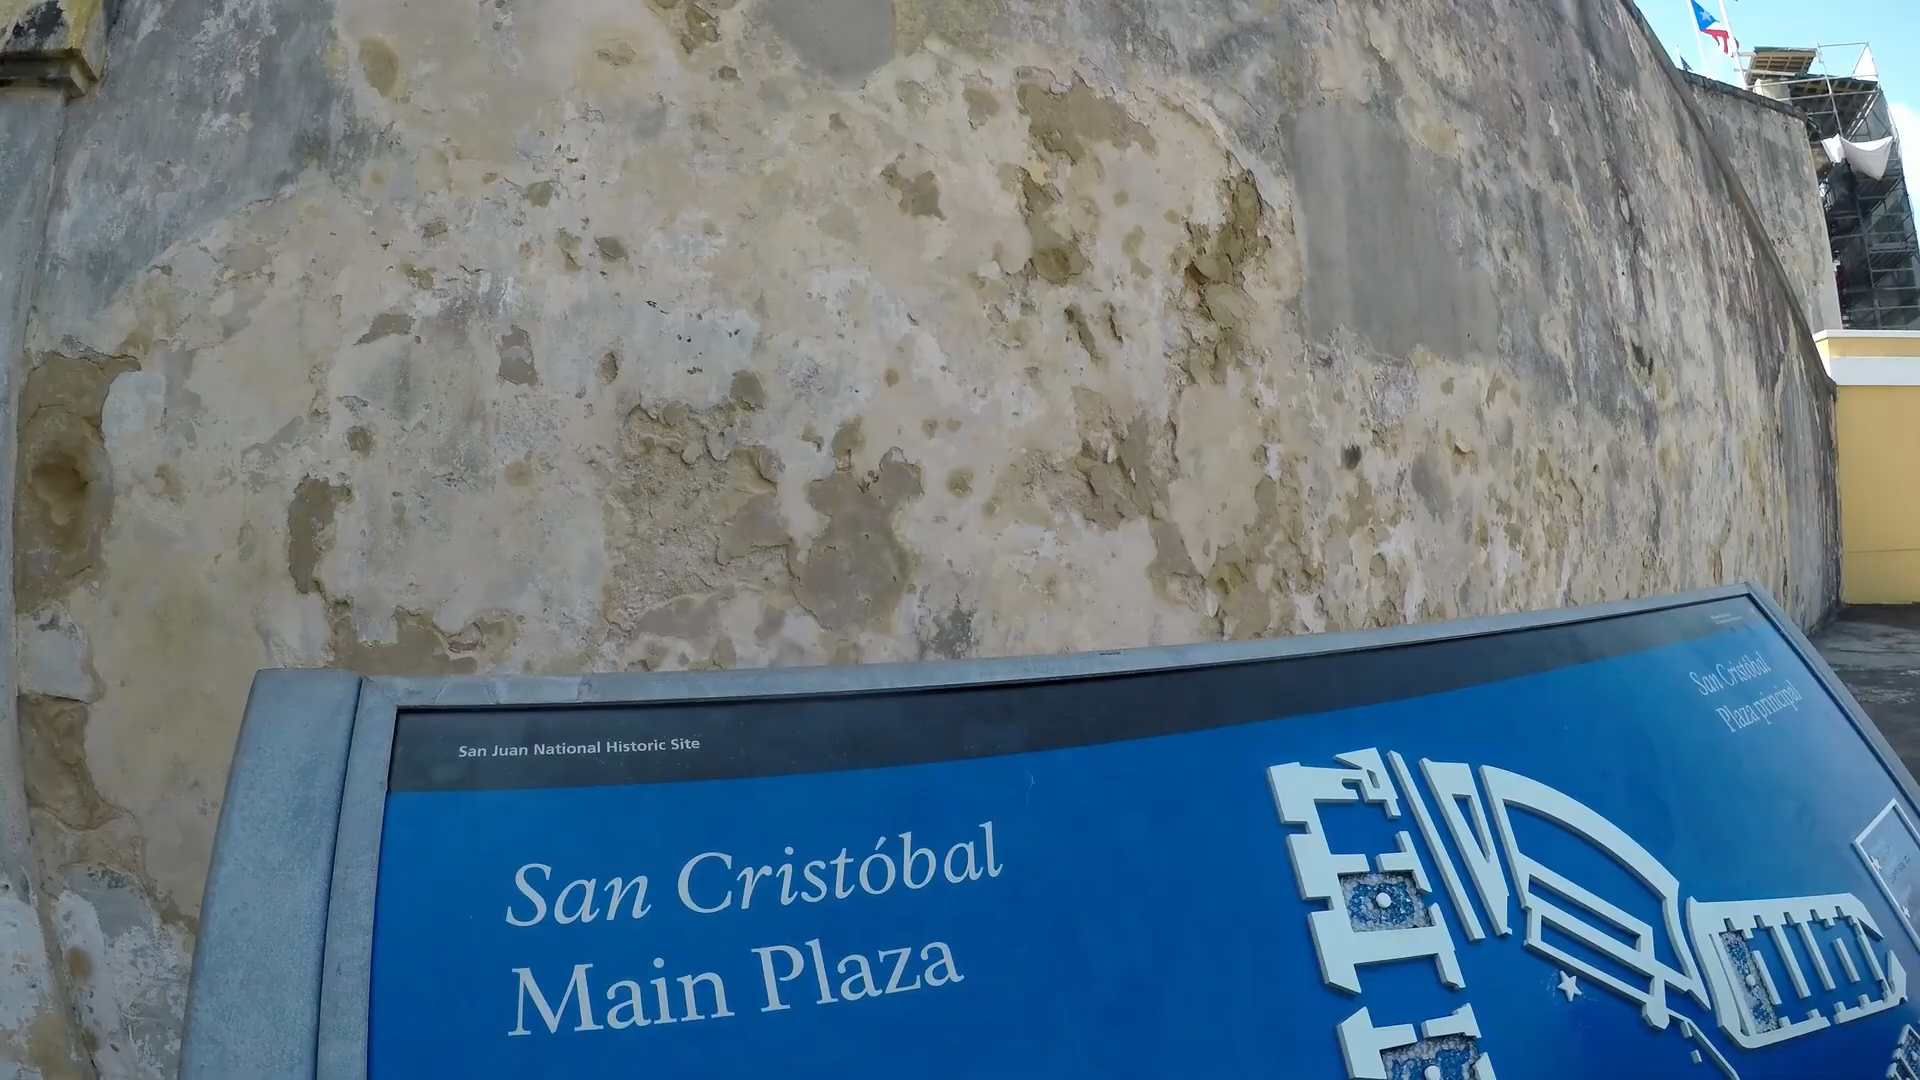 San Juan National Historic Site
San Cristóbal
Plaza principal
San Cristóbal
Main Plaza